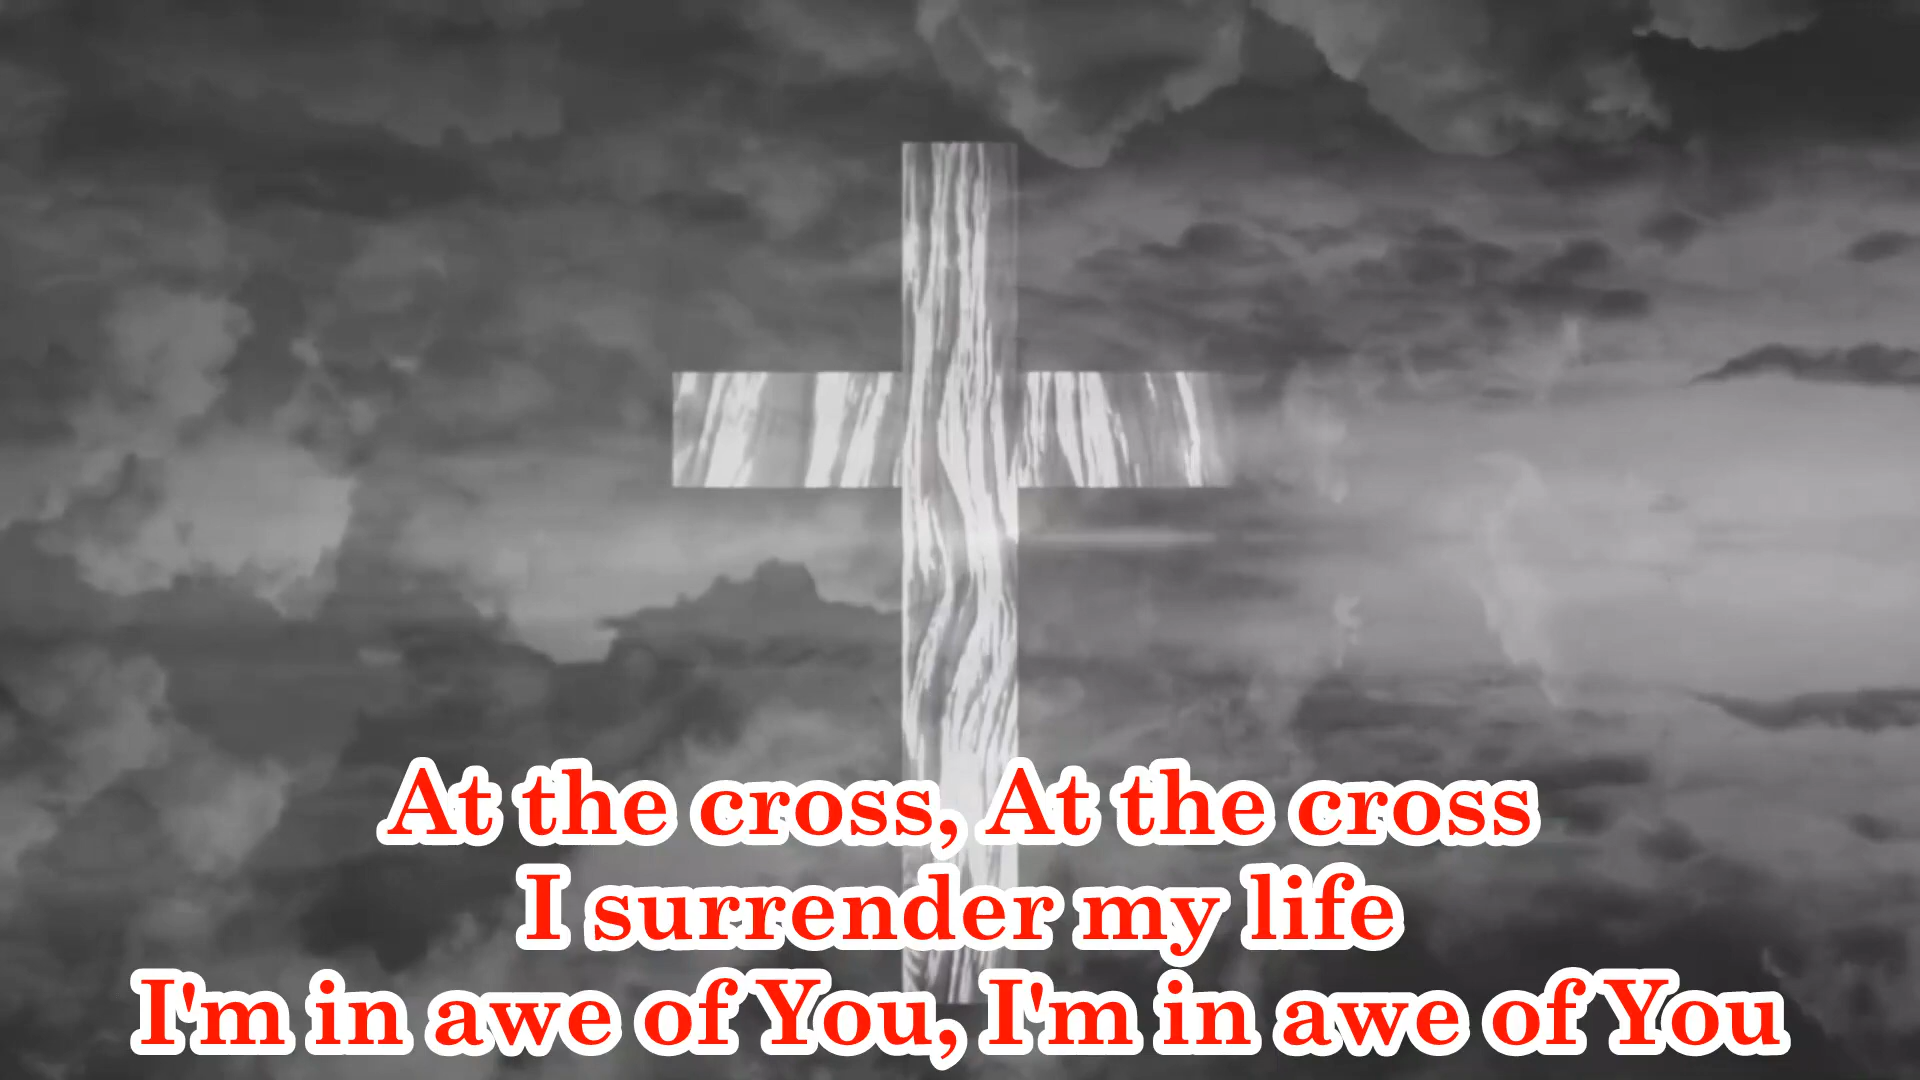 At the cross, At the cross
I surrender my life
I'm in awe of You, I'm in awe of You